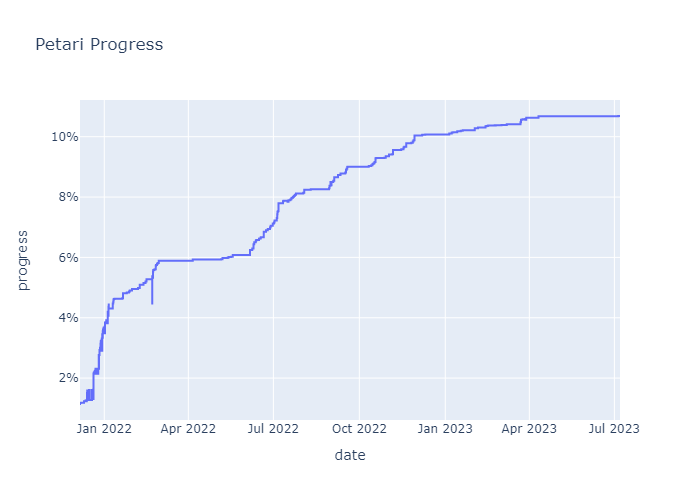 Petari Progress
progress
10%
8%
6%
4%
2%
Jan 2022 Apr 2022 Jul 2022 Oct 2022 Jan 2023 Apr 2023 Jul 2023
date